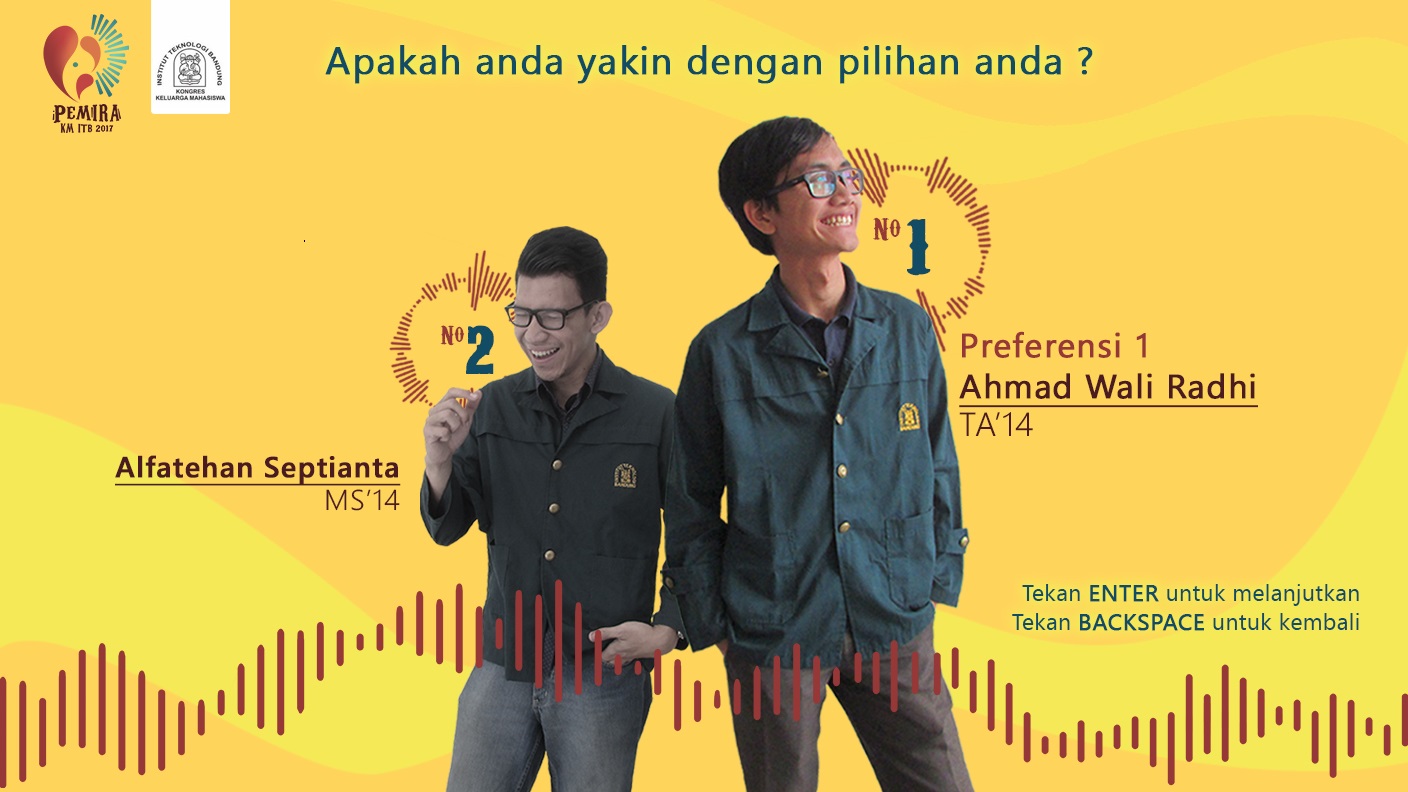 PEMIRA
KM ITB 2017
INSTITUT TEKNOLOGI BANDUNG
KONGRES
KELUARGA MAHASISWA
Apakah anda yakin dengan pilihan anda ?
No 1
Preferensi 1
Ahmad Wali Radhi
TA'14
No 2
Alfatehan Septianta
MS'14
Tekan ENTER untuk melanjutkan
Tekan BACKSPACE untuk kembali